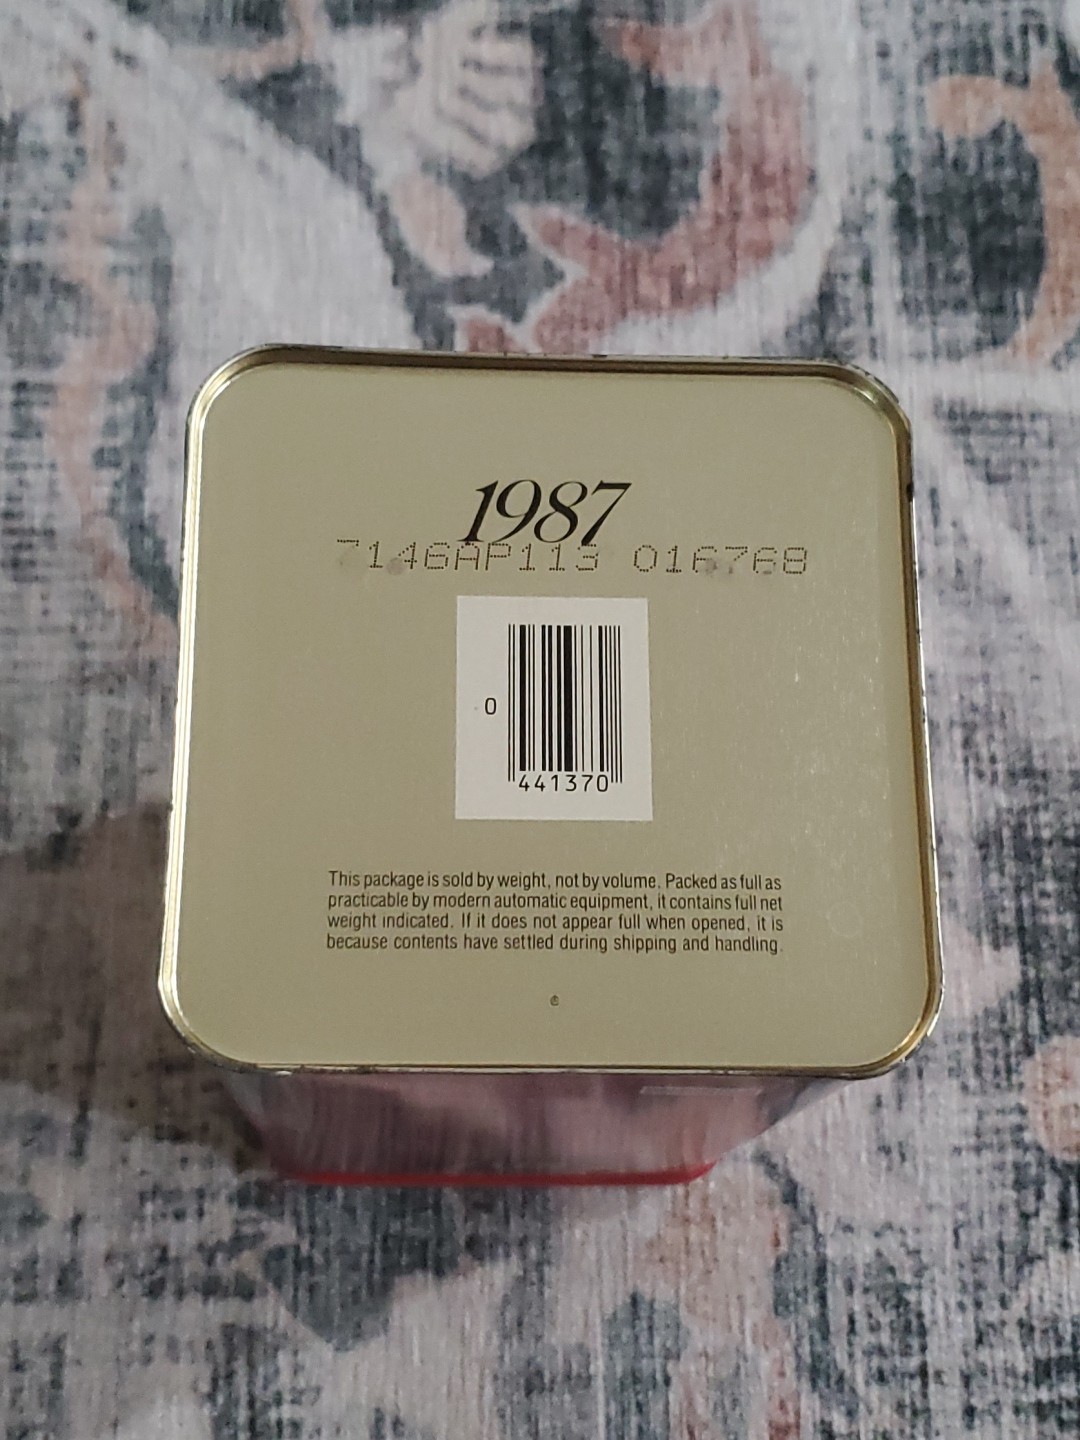 1987
7146AP113 016768
0
441370
This package is sold by weight, not by volume. Packed as full as
practicable by modern automatic equipment, it contains full net
weight indicated. If it does not appear full when opened, it is
because contents have settled during shipping and handling.